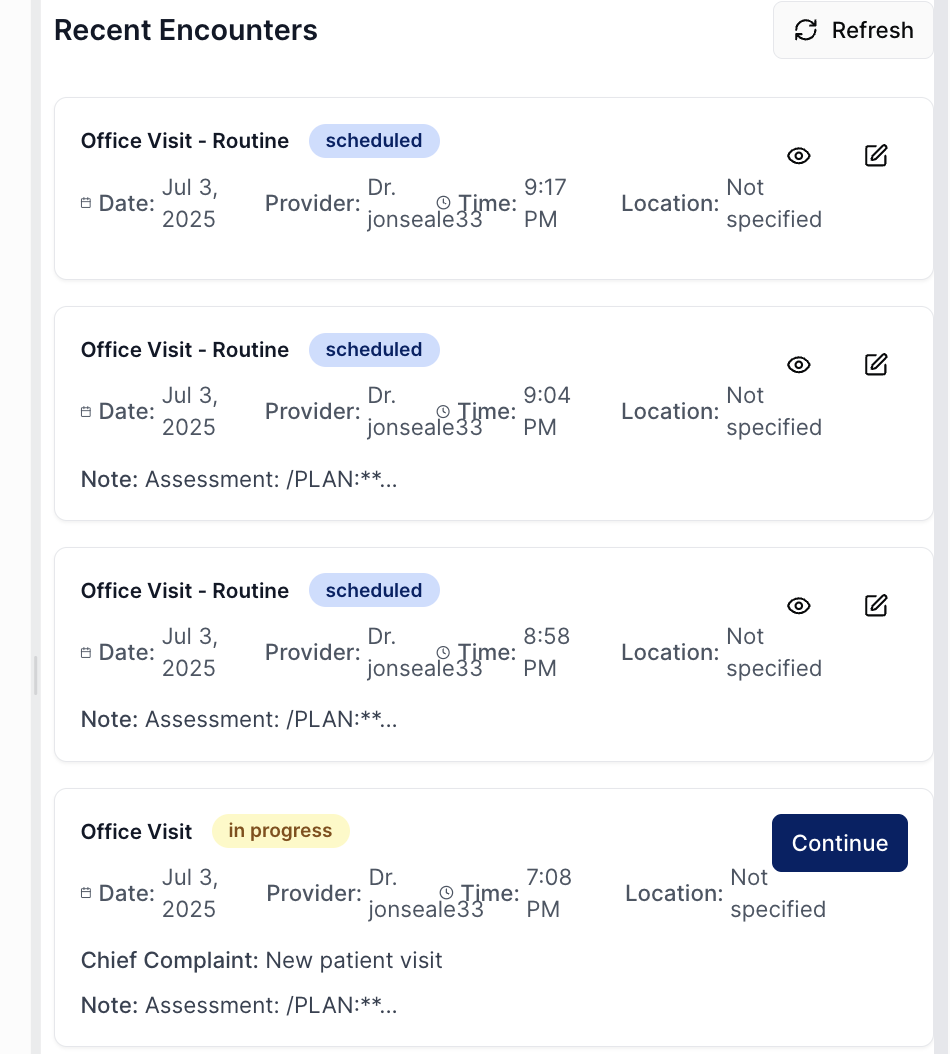 Recent Encounters
Refresh
Office Visit - Routine scheduled
Date: Jul 3, 2025 Provider: Dr. jonseale33 Time: 9:17 PM Location: Not specified
Office Visit - Routine scheduled
Date: Jul 3, 2025 Provider: Dr. jonseale33 Time: 9:04 PM Location: Not specified
Note: Assessment: /PLAN:**...
Office Visit - Routine scheduled
Date: Jul 3, 2025 Provider: Dr. jonseale33 Time: 8:58 PM Location: Not specified
Note: Assessment: /PLAN:**...
Office Visit in progress
Continue
Date: Jul 3, 2025 Provider: Dr. jonseale33 Time: 7:08 PM Location: Not specified
Chief Complaint: New patient visit
Note: Assessment: /PLAN:**...